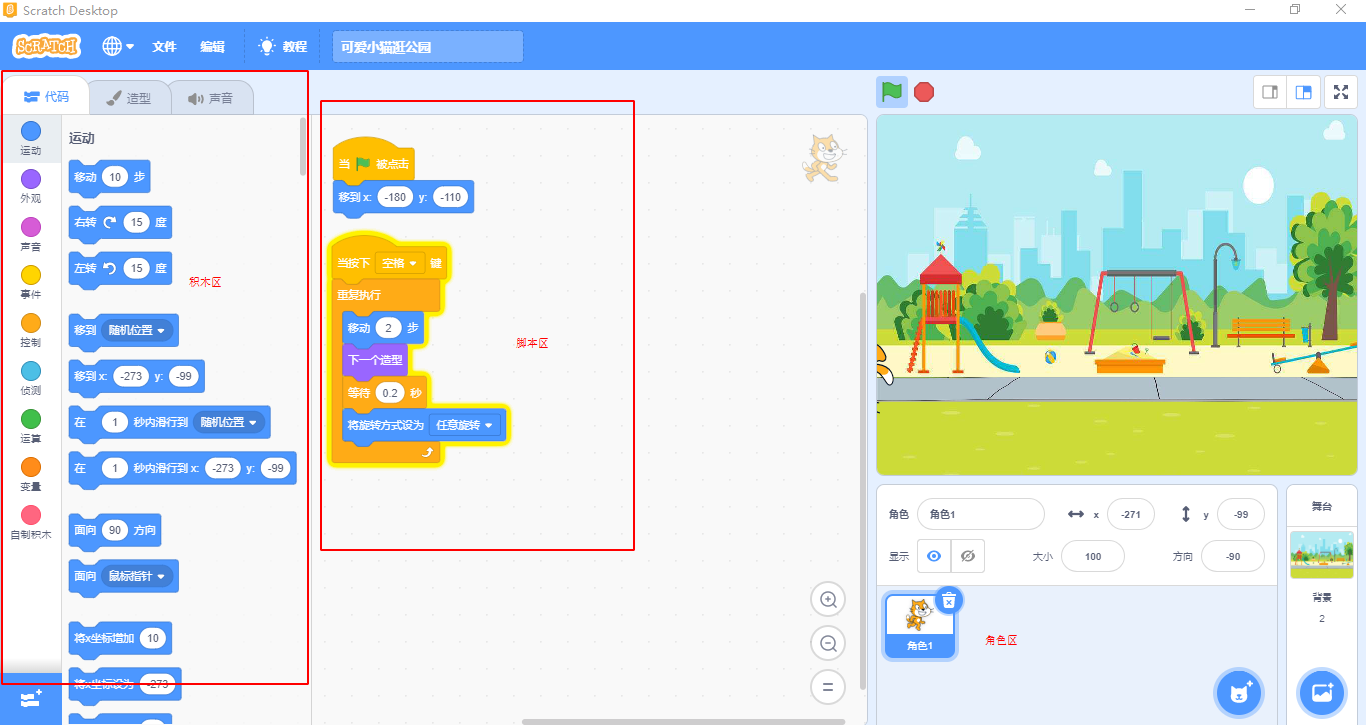 Scratch Desktop
SCRATCH 文件 编辑 教程 可爱小猫逛公园
代码 造型 声音
运动
外观
声音
事件
控制
侦测
运算
变量
自制积木
运动
移动 10 步
右转 15 度
左转 15 度
积木区
移到 随机位置
移到 x: -273 y: -99
在 1 秒内滑行到 随机位置
在 1 秒内滑行到 x: -273 y: -99
面向 90 方向
面向 鼠标指针
将x坐标增加 10
将x坐标设为 -273
当 被点击
移到 x: -180 y: -110
当按下 空格 键
重复执行
移动 2 步
下一个造型
等待 0.2 秒
将旋转方式设为 任意旋转
脚本区
角色 角色1 x -271 y -99
显示 大小 100 方向 -90
角色1
角色区
舞台
背景
2